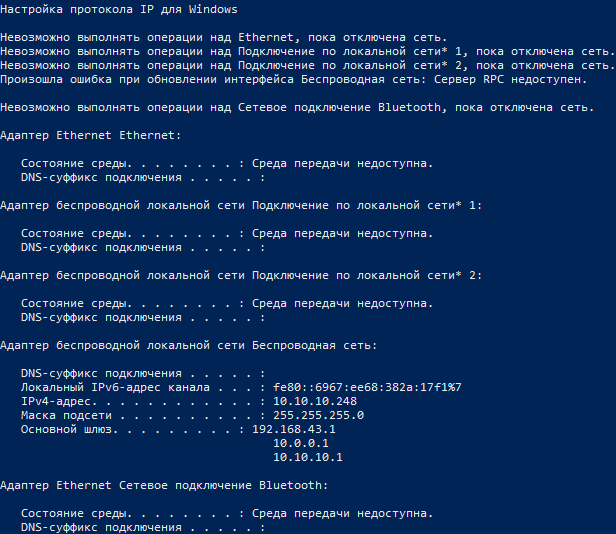 Настройка протокола IP для Windows
Невозможно выполнять операции над Ethernet, пока отключена сеть.
Невозможно выполнять операции над Подключение по локальной сети* 1, пока отключена сеть.
Невозможно выполнять операции над Подключение по локальной сети* 2, пока отключена сеть.
Произошла ошибка при обновлении интерфейса Беспроводная сеть: Сервер RPC недоступен.
Невозможно выполнять операции над Сетевое подключение Bluetooth, пока отключена сеть.
Адаптер Ethernet Ethernet:
Состояние среды. . . . . . . . : Среда передачи недоступна.
DNS-суффикс подключения . . . . . :
Адаптер беспроводной локальной сети Подключение по локальной сети* 1:
Состояние среды. . . . . . . . : Среда передачи недоступна.
DNS-суффикс подключения . . . . . :
Адаптер беспроводной локальной сети Подключение по локальной сети* 2:
Состояние среды. . . . . . . . : Среда передачи недоступна.
DNS-суффикс подключения . . . . . :
Адаптер беспроводной локальной сети Беспроводная сеть:
DNS-суффикс подключения . . . . . :
Локальный IPv6-адрес канала . . . : fe80::6967:ee68:382a:17f1%7
IPv4-адрес. . . . . . . . . . . . : 10.10.10.248
Маска подсети . . . . . . . . . . : 255.255.255.0
Основной шлюз. . . . . . . . . : 192.168.43.1
10.0.0.1
10.10.10.1
Адаптер Ethernet Сетевое подключение Bluetooth:
Состояние среды. . . . . . . . : Среда передачи недоступна.
DNS-суффикс подключения . . . . . :